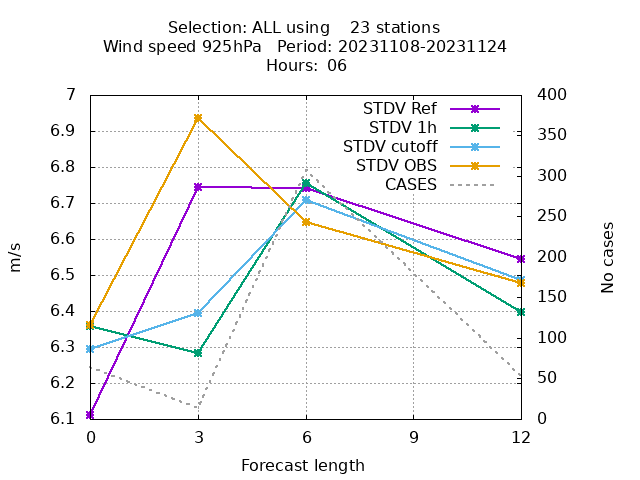 Selection: ALL using    23 stations
Wind speed 925hPa   Period: 20231108-20231124
Hours:  06
7
6.9
6.8
6.7
6.6
6.5
6.4
6.3
6.2
6.1
m/s
STDV Ref
STDV 1h
STDV cutoff
STDV OBS
CASES
400
350
300
250
200
150
100
50
0
No cases
0 3 6 9 12
Forecast length